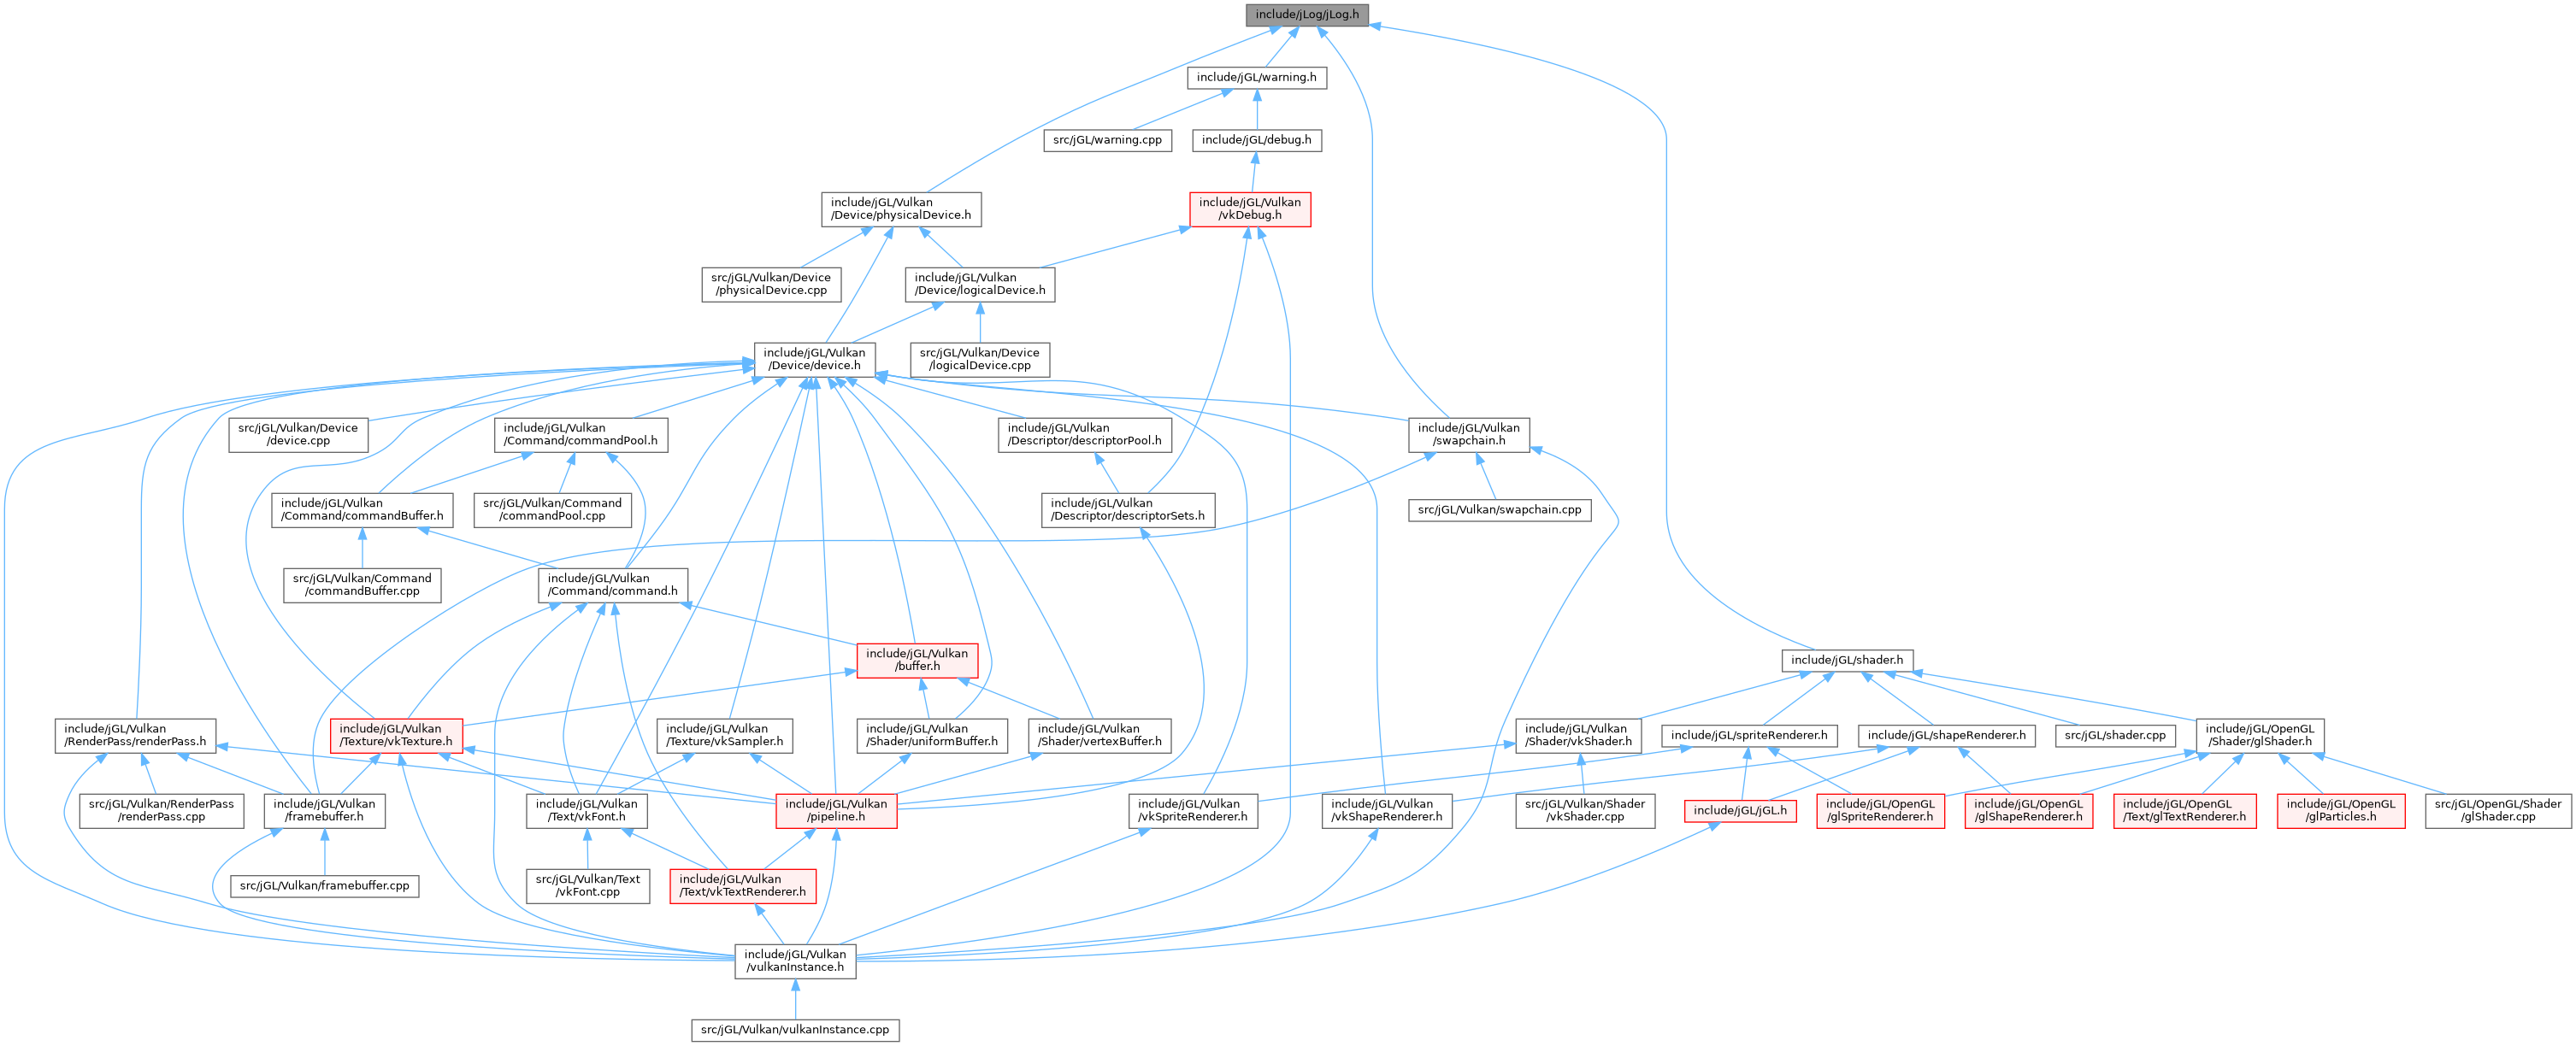 include/jLog/jLog.h
include/jGL/warning.h
src/jGL/warning.cpp
include/jGL/debug.h
include/jGL/Vulkan
/Device/physicalDevice.h
include/jGL/Vulkan
/vkDebug.h
src/jGL/Vulkan/Device
/physicalDevice.cpp
include/jGL/Vulkan
/Device/logicalDevice.h
include/jGL/Vulkan
/Device/device.h
src/jGL/Vulkan/Device
/logicalDevice.cpp
src/jGL/Vulkan/Device
/device.cpp
include/jGL/Vulkan
/Command/commandPool.h
include/jGL/Vulkan
/Descriptor/descriptorPool.h
include/jGL/Vulkan
/swapchain.h
include/jGL/Vulkan
/Command/commandBuffer.h
src/jGL/Vulkan/Command
/commandPool.cpp
include/jGL/Vulkan
/Descriptor/descriptorSets.h
src/jGL/Vulkan/swapchain.cpp
src/jGL/Vulkan/Command
/commandBuffer.cpp
include/jGL/Vulkan
/Command/command.h
include/jGL/Vulkan
/buffer.h
include/jGL/shader.h
include/jGL/Vulkan
/RenderPass/renderPass.h
include/jGL/Vulkan
/Texture/vkTexture.h
include/jGL/Vulkan
/Texture/vkSampler.h
include/jGL/Vulkan
/Shader/uniformBuffer.h
include/jGL/Vulkan
/Shader/vertexBuffer.h
include/jGL/Vulkan
/Shader/vkShader.h
include/jGL/spriteRenderer.h
include/jGL/shapeRenderer.h
src/jGL/shader.cpp
include/jGL/OpenGL
/Shader/glShader.h
src/jGL/Vulkan/RenderPass
/renderPass.cpp
include/jGL/Vulkan
/framebuffer.h
include/jGL/Vulkan
/Text/vkFont.h
include/jGL/Vulkan
/pipeline.h
include/jGL/Vulkan
/vkSpriteRenderer.h
include/jGL/Vulkan
/vkShapeRenderer.h
src/jGL/Vulkan/Shader
/vkShader.cpp
include/jGL/jGL.h
include/jGL/OpenGL
/glSpriteRenderer.h
include/jGL/OpenGL
/glShapeRenderer.h
include/jGL/OpenGL
/Text/glTextRenderer.h
include/jGL/OpenGL
/glParticles.h
src/jGL/OpenGL/Shader
/glShader.cpp
src/jGL/Vulkan/framebuffer.cpp
src/jGL/Vulkan/Text
/vkFont.cpp
include/jGL/Vulkan
/Text/vkTextRenderer.h
include/jGL/Vulkan
/vulkanInstance.h
src/jGL/Vulkan/vulkanInstance.cpp